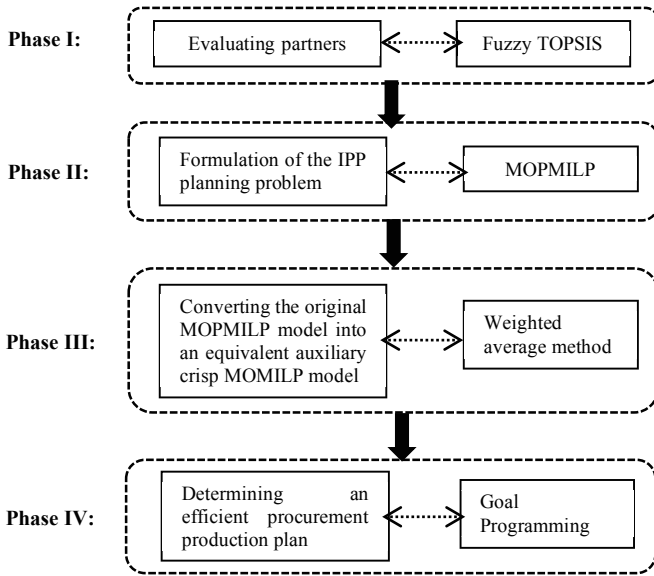 Phase I:
Evaluating partners
Fuzzy TOPSIS
Phase II:
Formulation of the IPP
planning problem
MOPMILP
Phase III:
Converting the original
MOPMILP model into
an equivalent auxiliary
crisp MOMILP model
Weighted
average method
Phase IV:
Determining an
efficient procurement
production plan
Goal
Programming